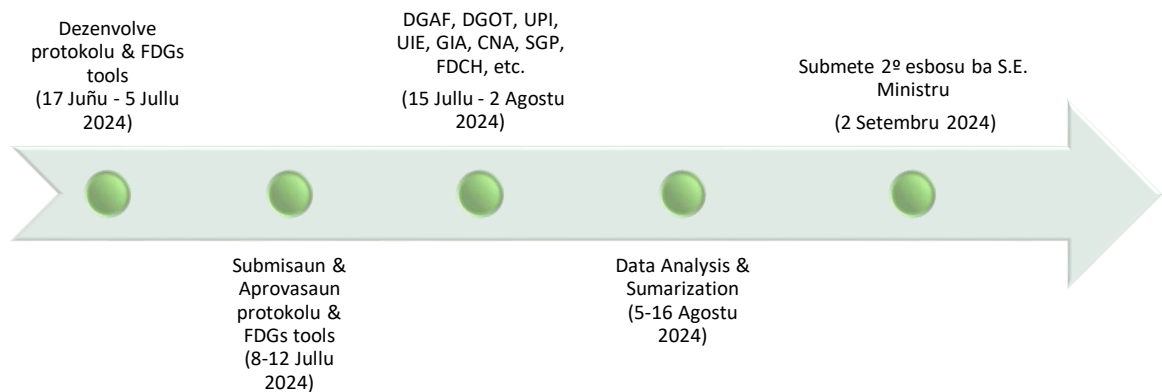 Dezenvolve
protokolu & FDGs
tools
(17 Juñu - 5 Jullu
2024)
Submisaun &
Aprovasaun
protokolu &
FDGs tools
(8-12 Jullu
2024)
DGAF, DGOT, UPI,
UIE, GIA, CNA, SGP,
FDCH, etc.
(15 Jullu - 2 Agostu
2024)
Data Analysis &
Sumarization
(5-16 Agostu
2024)
Submete 2º esbosu ba S.E.
Ministru
(2 Setembru 2024)